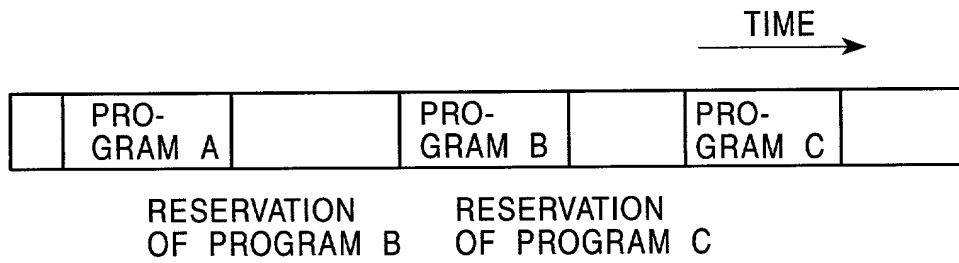 TIME
PRO-
GRAM A
PRO-
GRAM B
PRO-
GRAM C
RESERVATION
OF PROGRAM B
RESERVATION
OF PROGRAM C